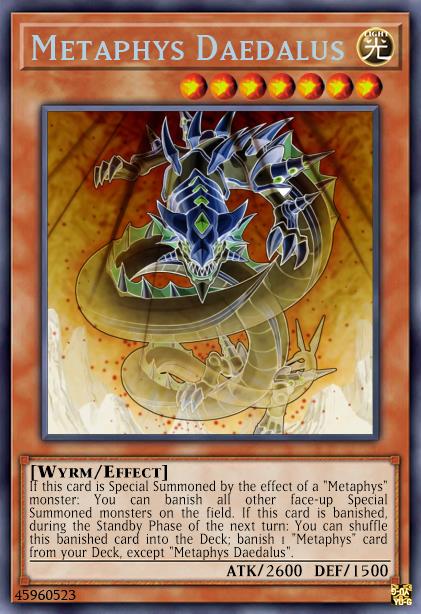 METAPHYS DAEDALUS
LIGHT
光
[WYRM/EFFECT]
If this card is Special Summoned by the effect of a "Metaphys"
monster: You can banish all other face-up Special
Summoned monsters on the field. If this card is banished,
during the Standby Phase of the next turn: You can shuffle
this banished card into the Deck; banish 1 "Metaphys" card
from your Deck, except "Metaphys Daedalus".
ATK/2600 DEF/1500
45960523